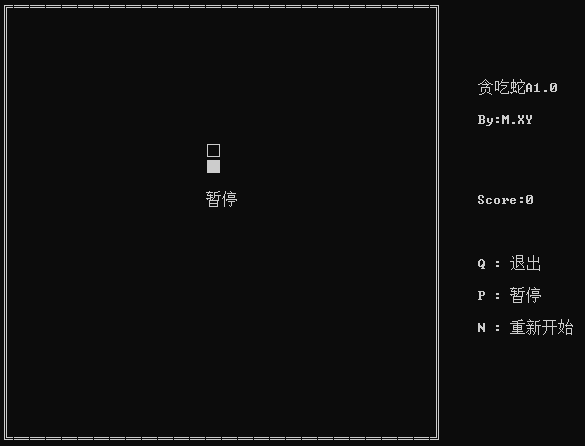 贪吃蛇A1.0
By:M.XY
暂停
Score:0
Q : 退出
P : 暂停
N : 重新开始